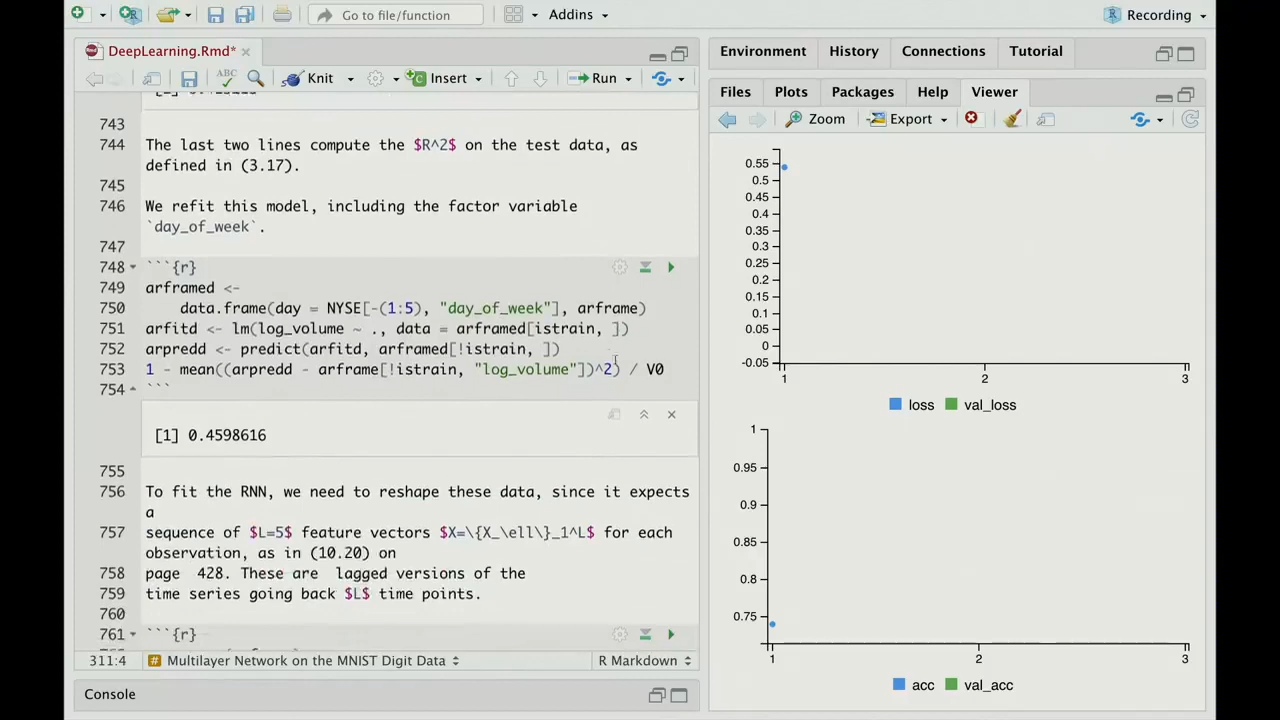 Go to file/function
Addins
Recording
DeepLearning.Rmd*
Environment
History
Connections
Tutorial
ABC
Knit
Insert
Run
Files
Plots
Packages
Help
Viewer
Zoom
Export
743
744 The last two lines compute the $R^2$ on the test data, as
defined in (3.17).
745
746 We refit this model, including the factor variable
`day_of_week`.
747
748 ```{r}
749 arframed <-
750 data.frame(day = NYSE[-(1:5), "day_of_week"], arframe)
751 arfitd <- lm(log_volume ~ ., data = arframed[istrain, ])
752 arpredd <- predict(arfitd, arframed[!istrain, ])
753 1 - mean((arpredd - arframe[!istrain, "log_volume"])^2) / V0
754 ```
[1] 0.4598616
755
756 To fit the RNN, we need to reshape these data, since it expects
a
757 sequence of $L=5$ feature vectors $X=\{X_\ell\}_1^L$ for each
observation, as in (10.20) on
758 page 428. These are lagged versions of the
759 time series going back $L$ time points.
760
761 ```{r}
311:4 # Multilayer Network on the MNIST Digit Data R Markdown
Console
0.55
0.5
0.45
0.4
0.35
0.3
0.25
0.2
0.15
0.1
0.05
0
-0.05
1 2 3
loss val_loss
1
0.95
0.9
0.85
0.8
0.75
1 2 3
acc val_acc